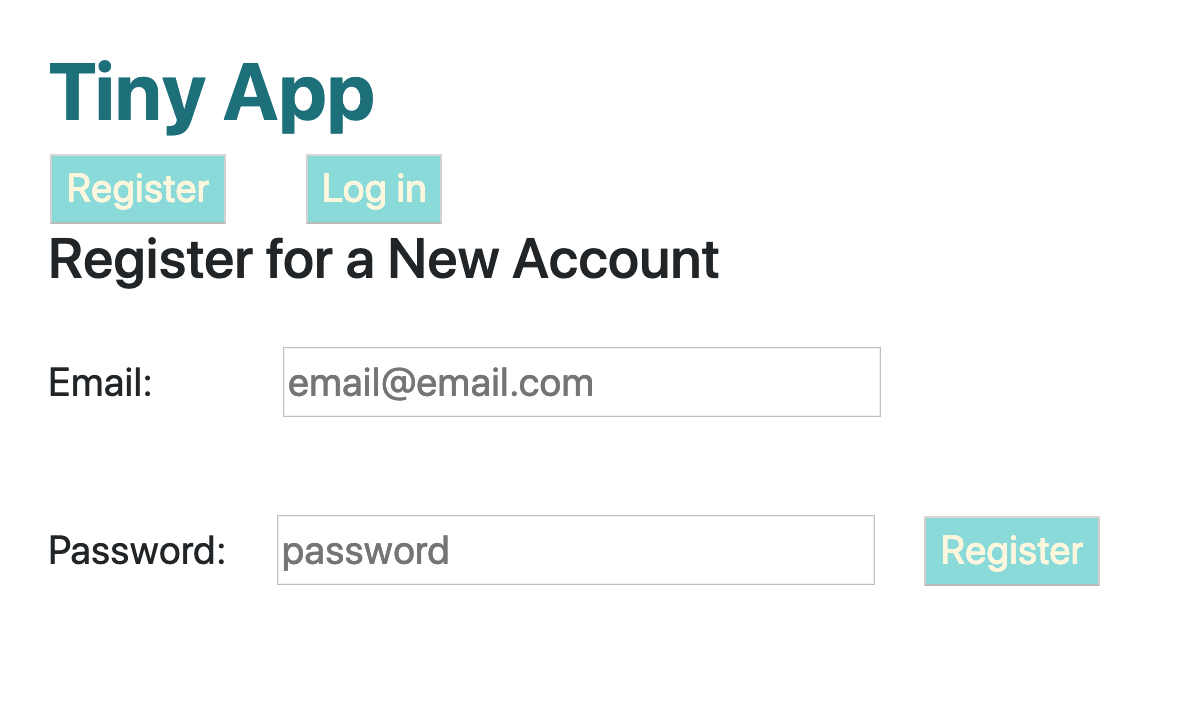 Tiny App
Register Log in
Register for a New Account
Email: email@email.com
Password: password Register